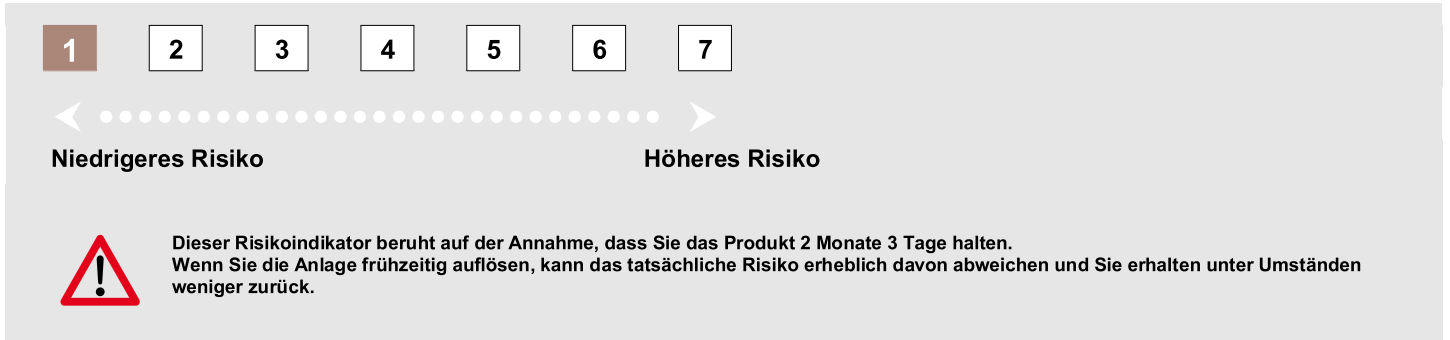 1 2 3 4 5 6 7
Niedrigeres Risiko Höheres Risiko
Dieser Risikoindikator beruht auf der Annahme, dass Sie das Produkt 2 Monate 3 Tage halten.
Wenn Sie die Anlage frühzeitig auflösen, kann das tatsächliche Risiko erheblich davon abweichen und Sie erhalten unter Umständen
weniger zurück.